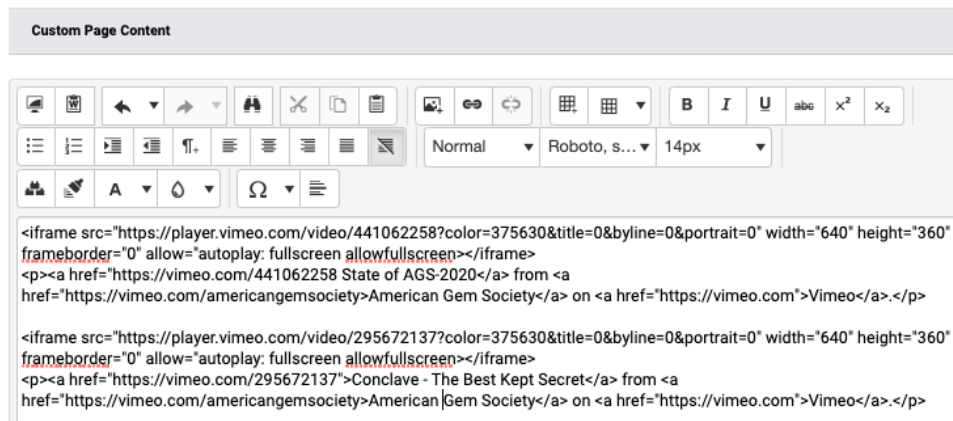 Custom Page Content
B I U abc x² x₂
Normal Roboto, s... 14px
A Ω
<iframe src="https://player.vimeo.com/video/441062258?color=375630&title=0&byline=0&portrait=0" width="640" height="360"
frameborder="0" allow="autoplay: fullscreen allowfullscreen></iframe>
<p><a href="https://vimeo.com/441062258 State of AGS-2020</a> from <a
href="https://vimeo.com/americangemsociety>American Gem Society</a> on <a href="https://vimeo.com">Vimeo</a>.</p>
<iframe src="https://player.vimeo.com/video/295672137?color=375630&title=0&byline=0&portrait=0" width="640" height="360"
frameborder="0" allow="autoplay: fullscreen allowfullscreen></iframe>
<p><a href="https://vimeo.com/295672137">Conclave - The Best Kept Secret</a> from <a
href="https://vimeo.com/americangemsociety>American Gem Society</a> on <a href="https://vimeo.com">Vimeo</a>.</p>